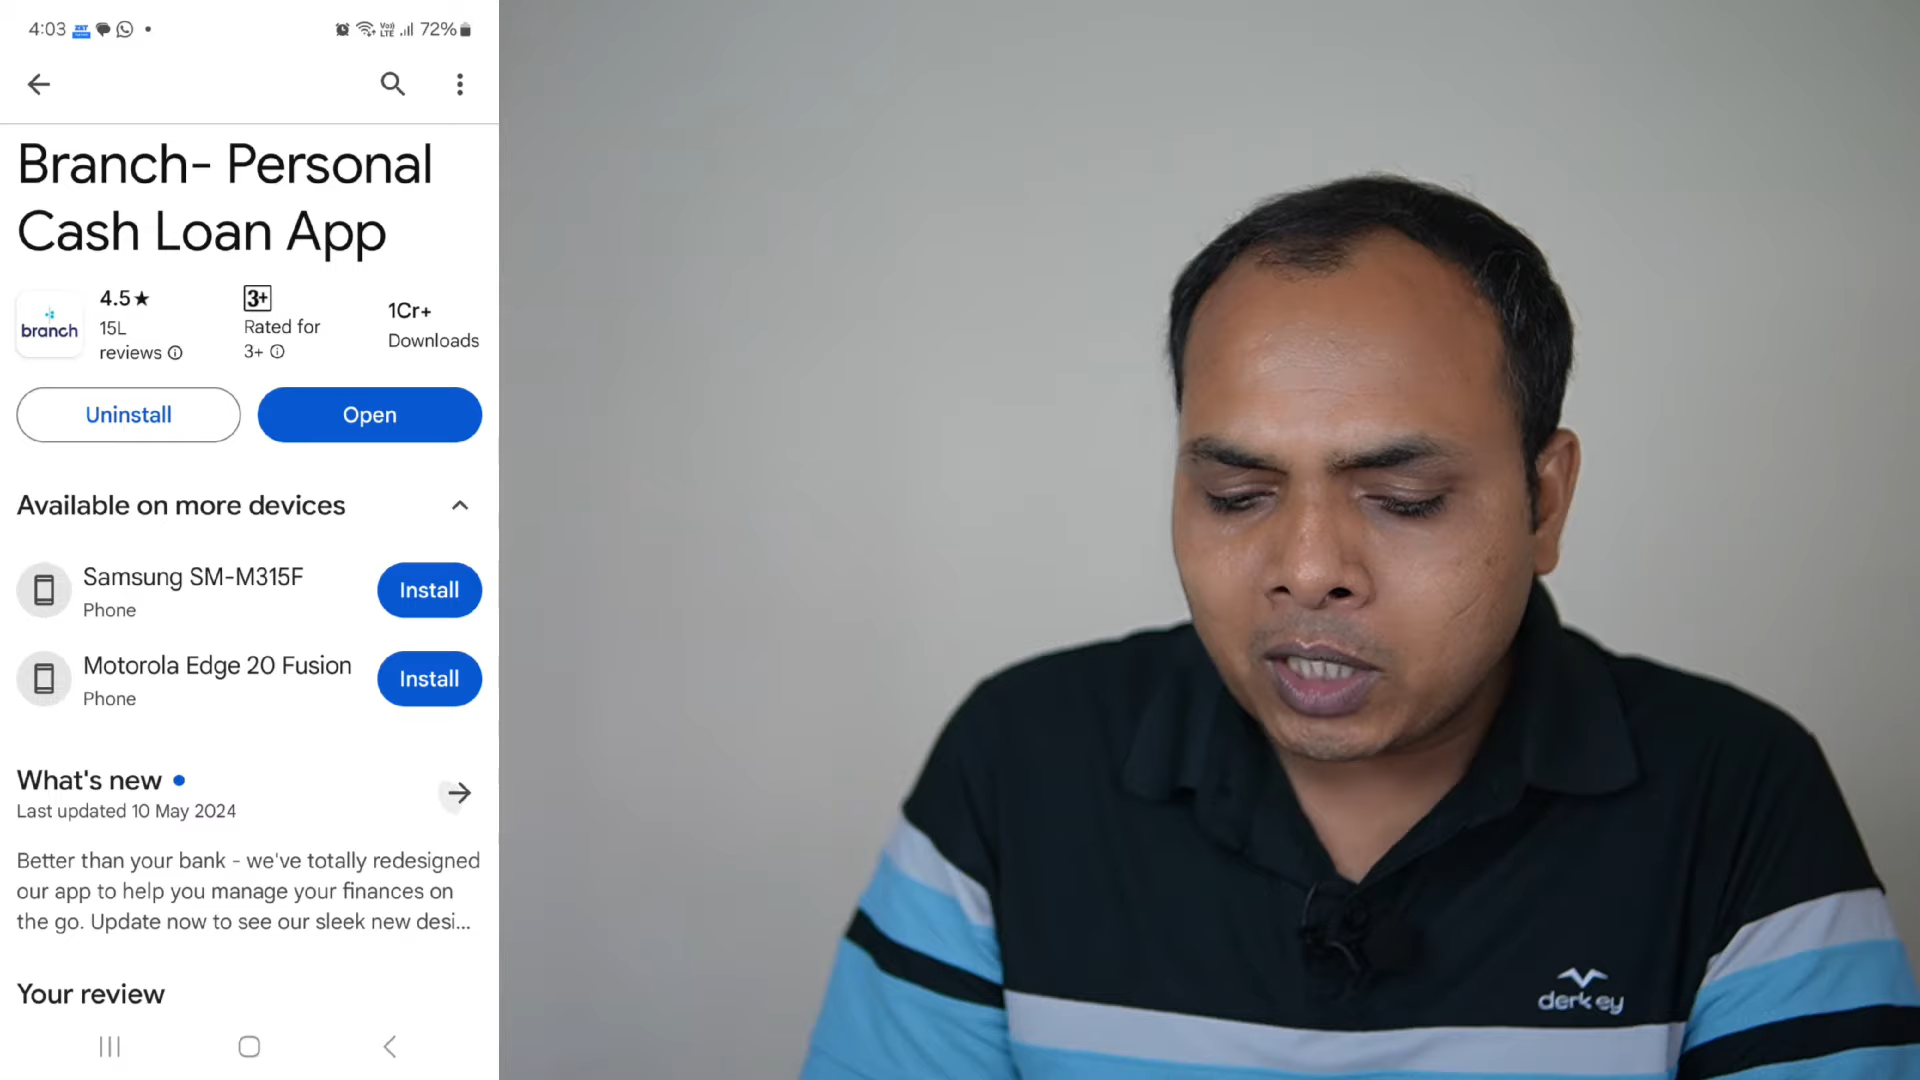 4:03
Vo))
LTE
72%
Branch- Personal
Cash Loan App
branch
4.5★
15L
reviews
3+
Rated for
3+
1Cr+
Downloads
Uninstall
Open
Available on more devices
Samsung SM-M315F
Phone
Install
Motorola Edge 20 Fusion
Phone
Install
What's new
Last updated 10 May 2024
Better than your bank - we've totally redesigned
our app to help you manage your finances on
the go. Update now to see our sleek new desi...
Your review
derkey